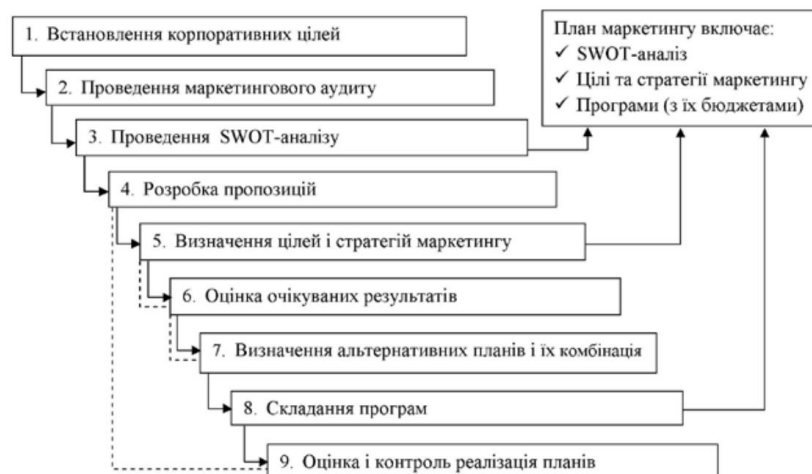 1. Встановлення корпоративних цілей
2. Проведення маркетингового аудиту
3. Проведення SWOT-аналізу
4. Розробка пропозицій
5. Визначення цілей і стратегій маркетингу
6. Оцінка очікуваних результатів
7. Визначення альтернативних планів і їх комбінація
8. Складання програм
9. Оцінка і контроль реалізація планів
План маркетингу включає:
✓ SWOT-аналіз
✓ Цілі та стратегії маркетингу
✓ Програми (з їх бюджетами)